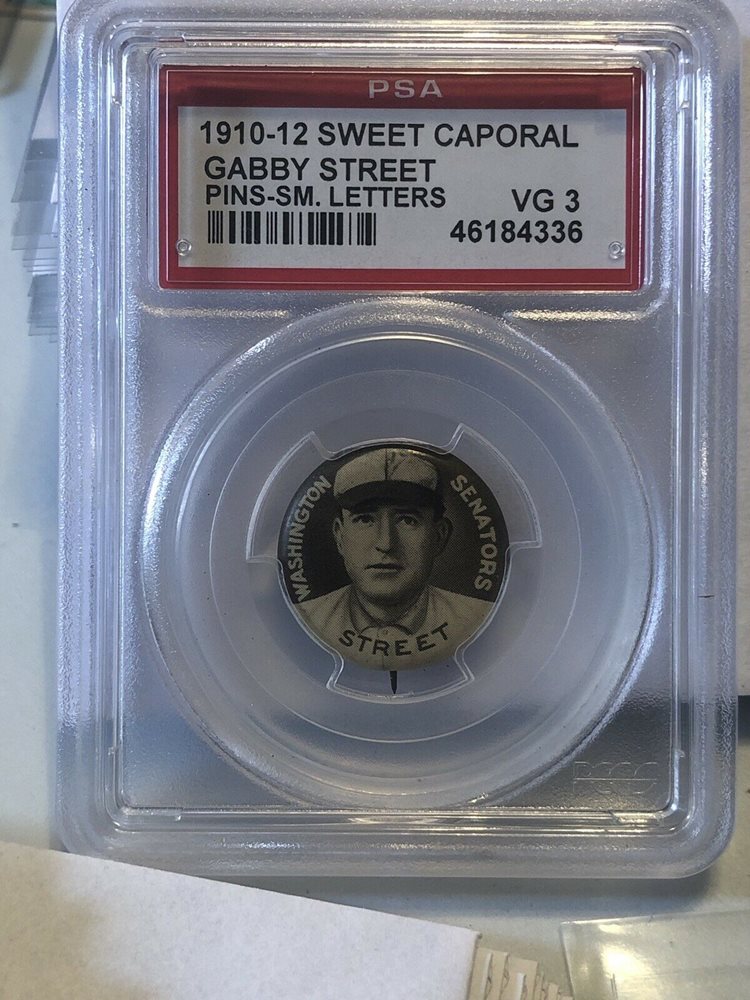 PSA
1910-12 SWEET CAPORAL
GABBY STREET
PINS-SM. LETTERS VG 3
46184336
WASHINGTON SENATORS
STREET